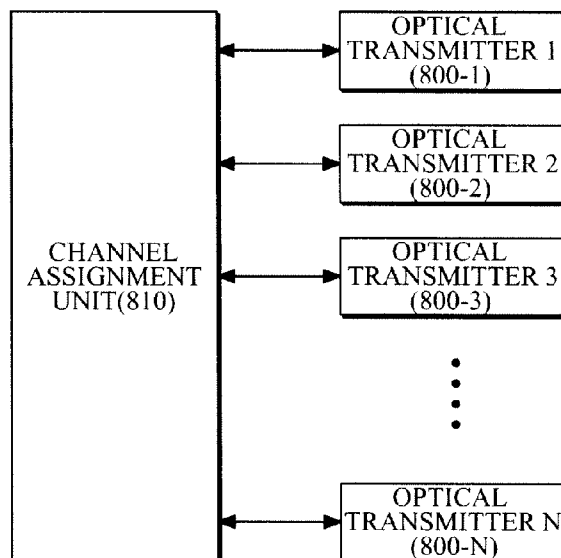 OPTICAL
TRANSMITTER 1
(800-1)
OPTICAL
TRANSMITTER 2
(800-2)
CHANNEL
ASSIGNMENT
UNIT(810)
OPTICAL
TRANSMITTER 3
(800-3)
OPTICAL
TRANSMITTER N
(800-N)